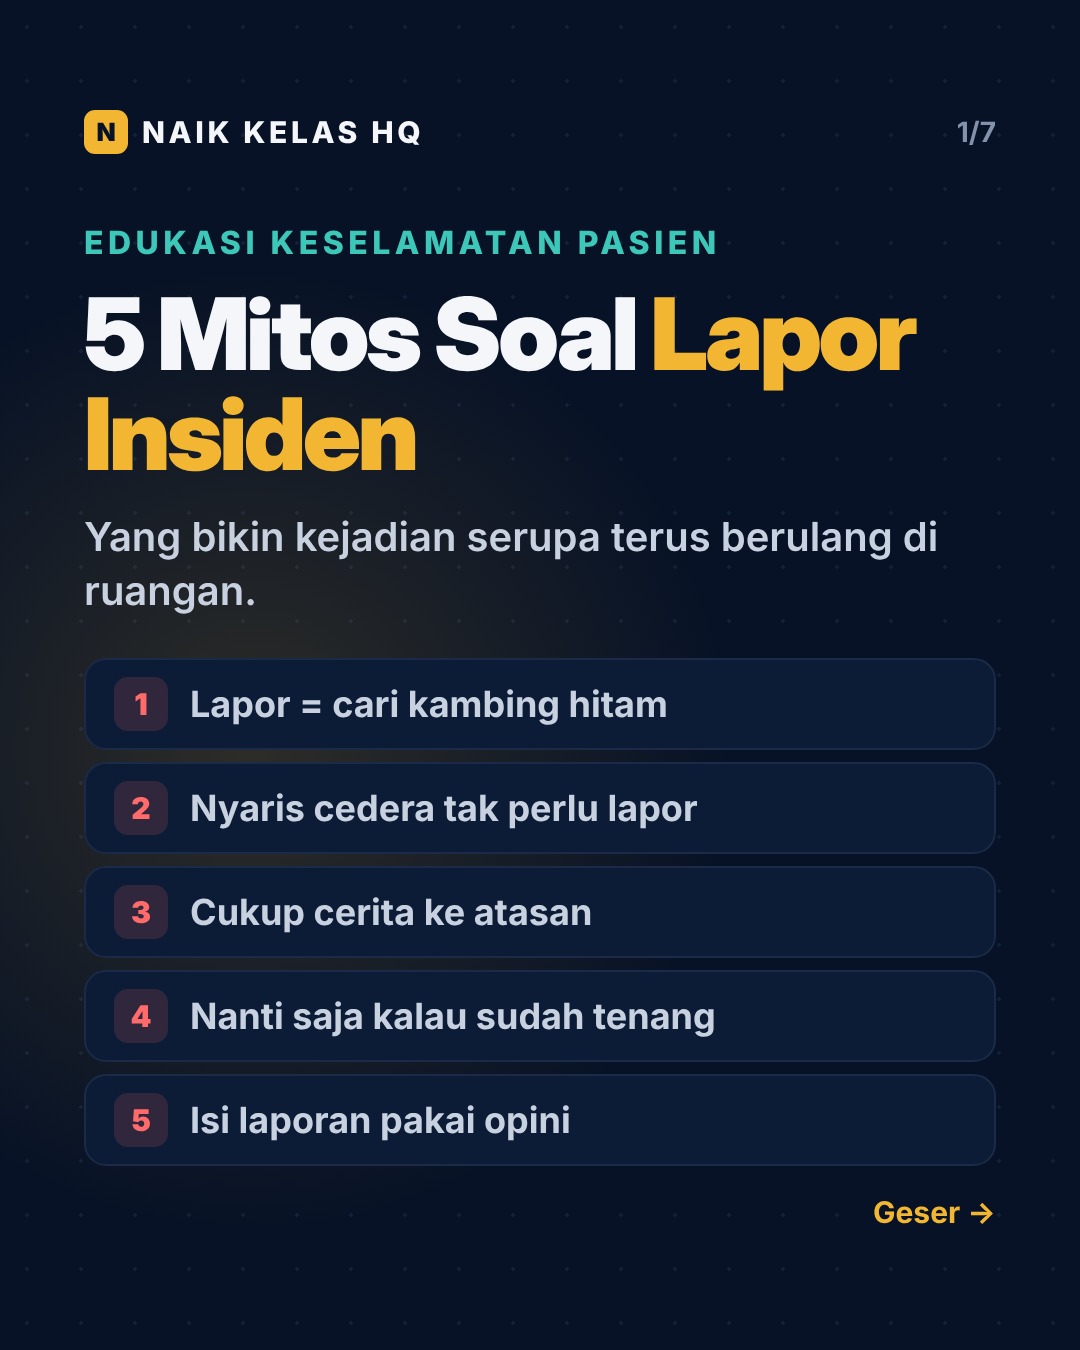 N NAIK KELAS HQ
1/7
EDUKASI KESELAMATAN PASIEN
5 Mitos Soal Lapor
Insiden
Yang bikin kejadian serupa terus berulang di
ruangan.
1 Lapor = cari kambing hitam
2 Nyaris cedera tak perlu lapor
3 Cukup cerita ke atasan
4 Nanti saja kalau sudah tenang
5 Isi laporan pakai opini
Geser →